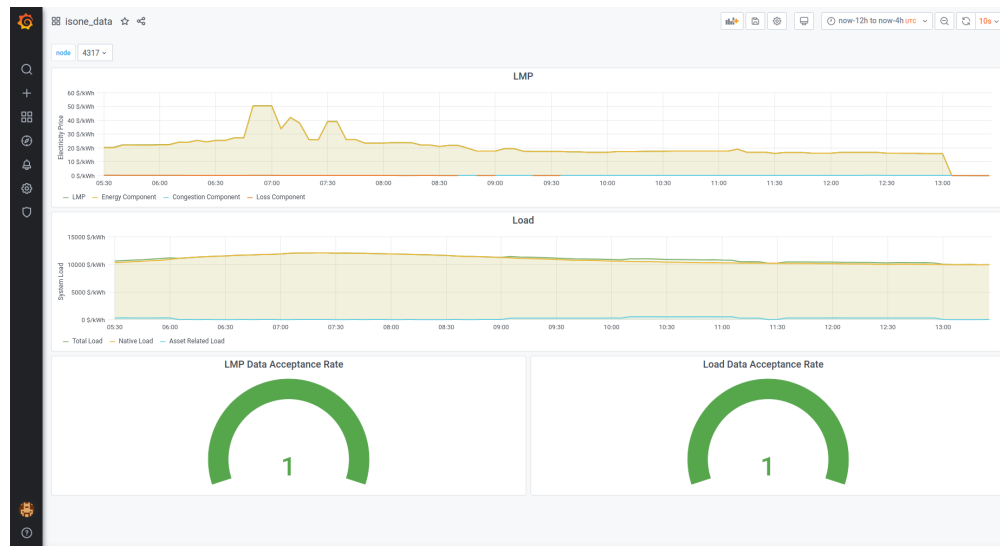 isone_data
now-12h to now-4h UTC
10s
node 4317
LMP
60 $/kWh
50 $/kWh
40 $/kWh
30 $/kWh
20 $/kWh
10 $/kWh
0 $/kWh
Electricity Price
05:30 06:00 06:30 07:00 07:30 08:00 08:30 09:00 09:30 10:00 10:30 11:00 11:30 12:00 12:30 13:00
LMP Energy Component Congestion Component Loss Component
Load
15000 $/kWh
10000 $/kWh
5000 $/kWh
0 $/kWh
System Load
05:30 06:00 06:30 07:00 07:30 08:00 08:30 09:00 09:30 10:00 10:30 11:00 11:30 12:00 12:30 13:00
Total Load Native Load Asset Related Load
LMP Data Acceptance Rate
1
Load Data Acceptance Rate
1